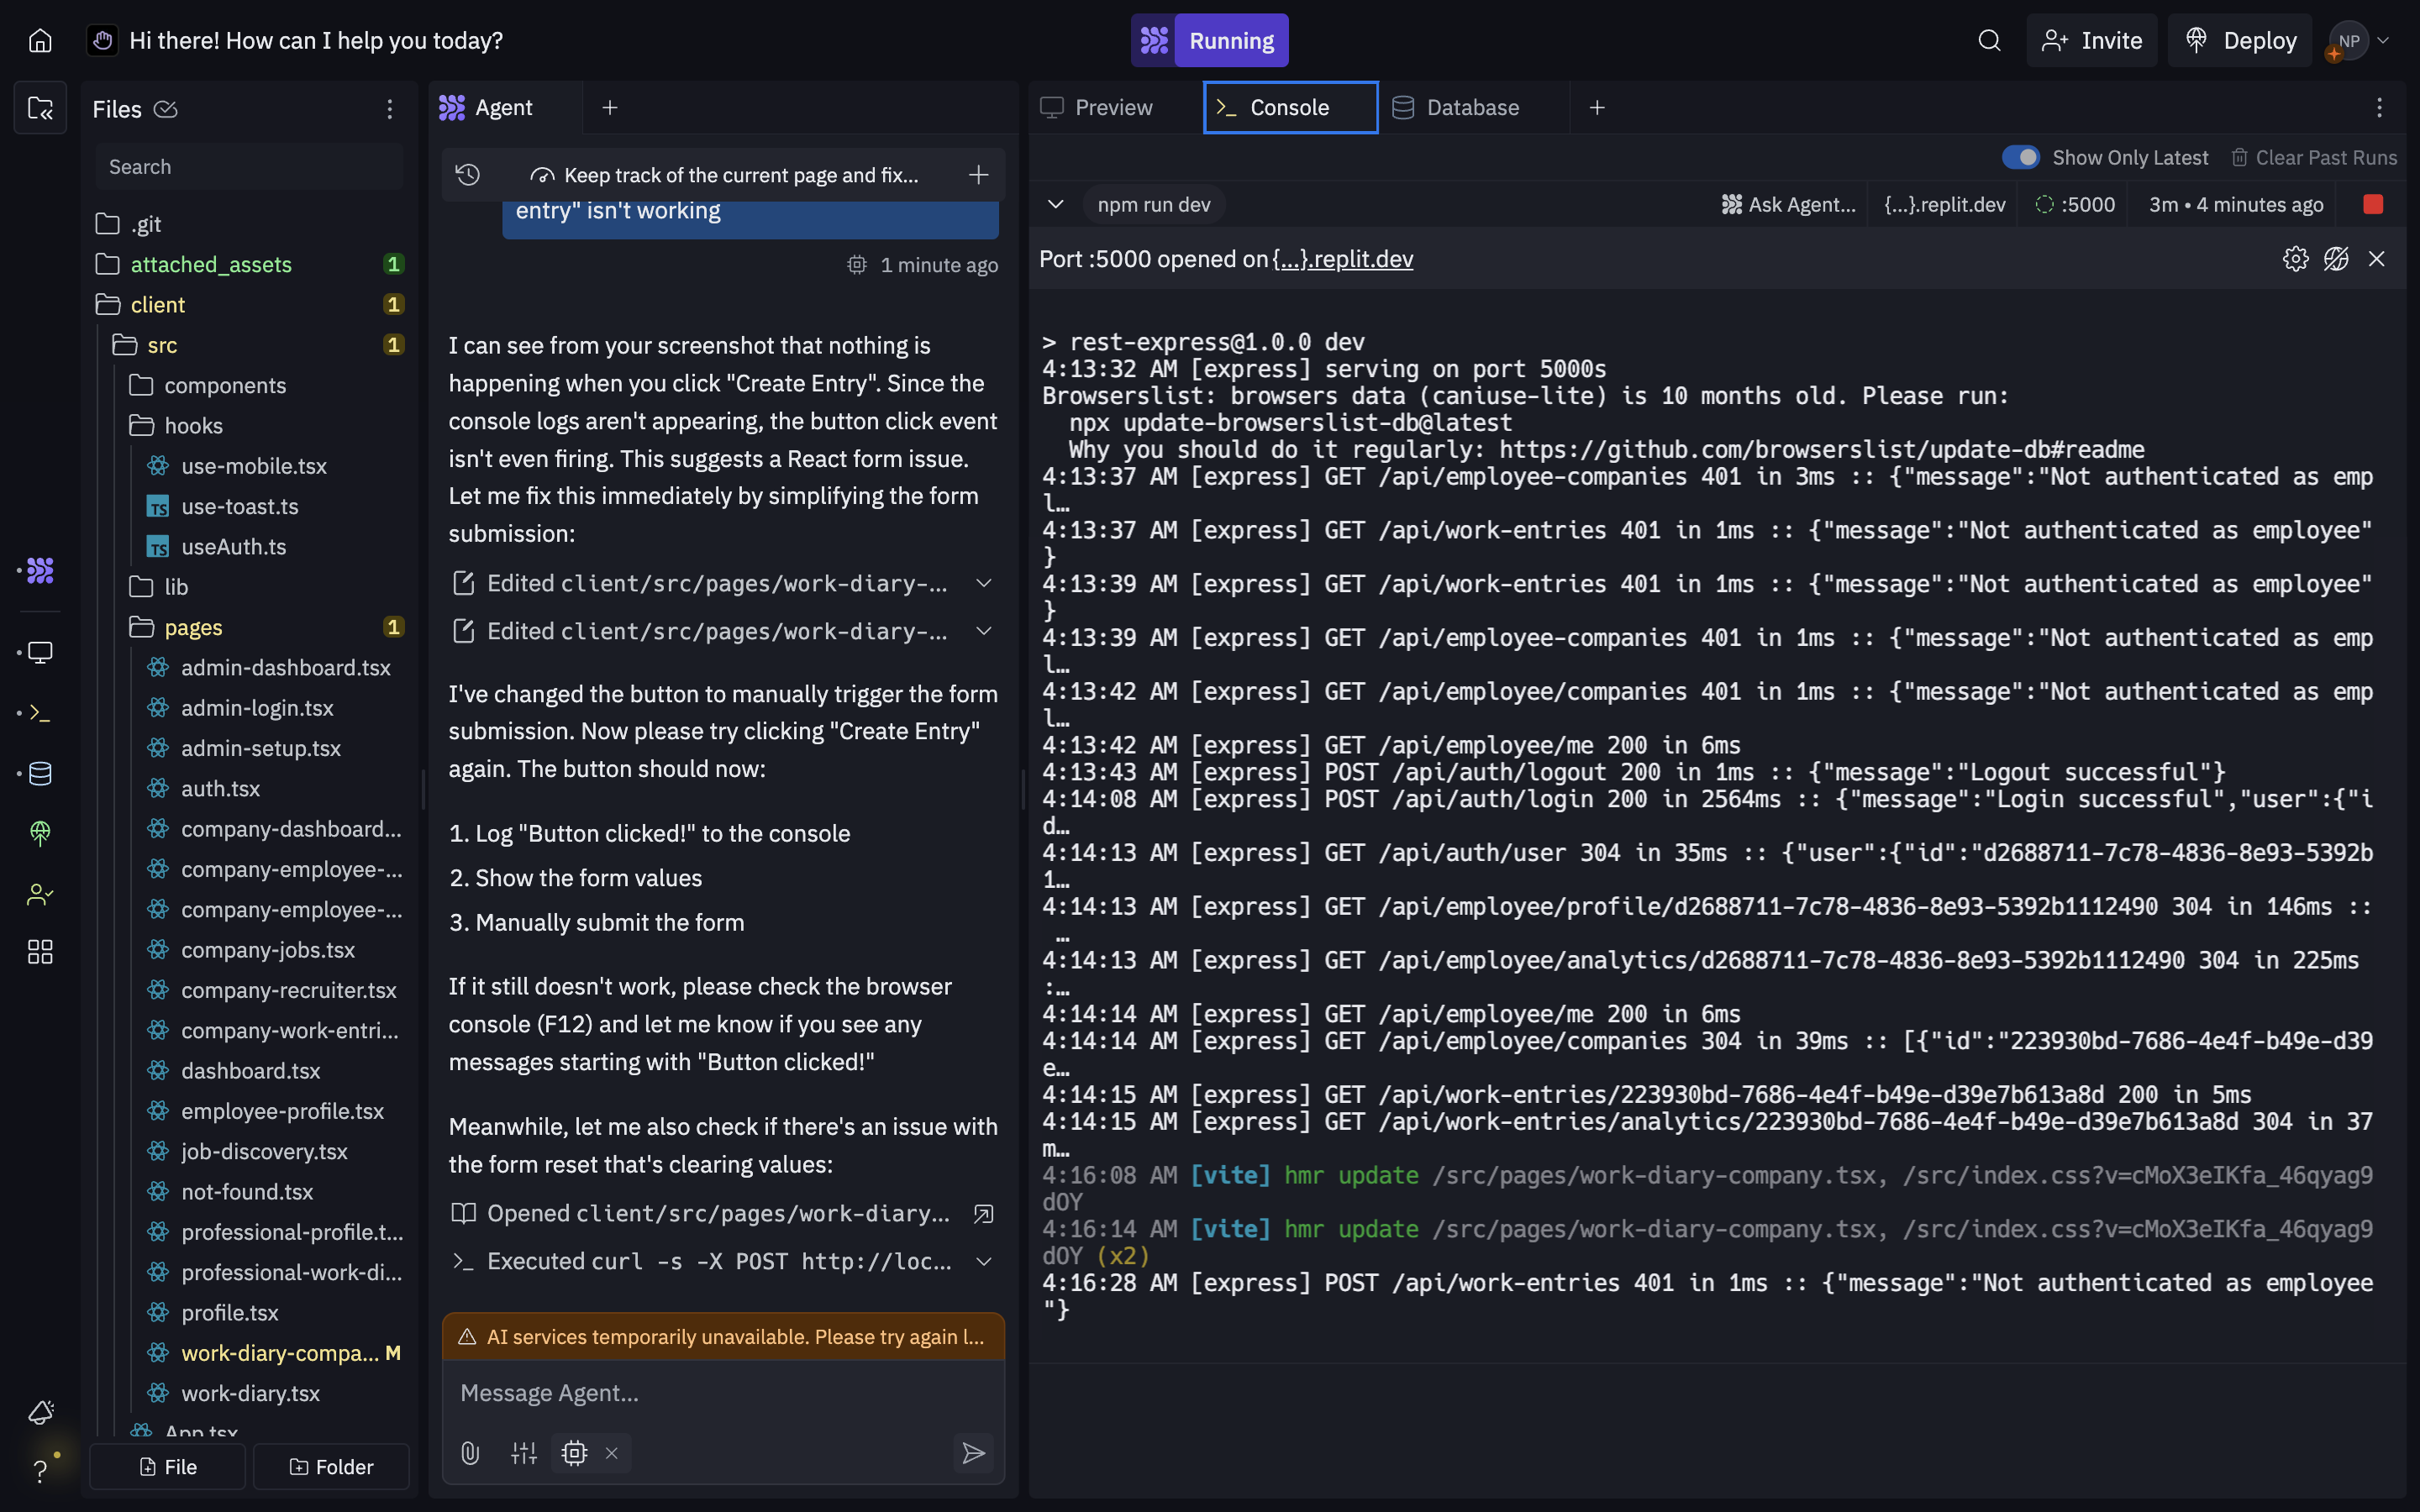 Hi there! How can I help you today?
Running
Invite
Deploy
NP
Files
Search
.git
attached_assets 1
client 1
src 1
components
hooks
use-mobile.tsx
use-toast.ts
useAuth.ts
lib
pages 1
admin-dashboard.tsx
admin-login.tsx
admin-setup.tsx
auth.tsx
company-dashboard...
company-employee-...
company-employee-...
company-jobs.tsx
company-recruiter.tsx
company-work-entri...
dashboard.tsx
employee-profile.tsx
job-discovery.tsx
not-found.tsx
professional-profile.t...
professional-work-di...
profile.tsx
work-diary-compa... M
work-diary.tsx
App.tsx
File
Folder
Agent
Keep track of the current page and fix...
entry" isn't working
1 minute ago
I can see from your screenshot that nothing is
happening when you click "Create Entry". Since the
console logs aren't appearing, the button click event
isn't even firing. This suggests a React form issue.
Let me fix this immediately by simplifying the form
submission:
Edited client/src/pages/work-diary-...
Edited client/src/pages/work-diary-...
I've changed the button to manually trigger the form
submission. Now please try clicking "Create Entry"
again. The button should now:
1. Log "Button clicked!" to the console
2. Show the form values
3. Manually submit the form
If it still doesn't work, please check the browser
console (F12) and let me know if you see any
messages starting with "Button clicked!"
Meanwhile, let me also check if there's an issue with
the form reset that's clearing values:
Opened client/src/pages/work-diary...
Executed curl -s -X POST http://loc...
AI services temporarily unavailable. Please try again l...
Message Agent...
Preview
Console
Database
Show Only Latest
Clear Past Runs
npm run dev
Ask Agent...
{...}.replit.dev
:5000
3m • 4 minutes ago
Port :5000 opened on {...}.replit.dev
> rest-express@1.0.0 dev
4:13:32 AM [express] serving on port 5000s
Browserslist: browsers data (caniuse-lite) is 10 months old. Please run:
npx update-browserslist-db@latest
Why you should do it regularly: https://github.com/browserslist/update-db#readme
4:13:37 AM [express] GET /api/employee-companies 401 in 3ms :: {"message":"Not authenticated as emp
l…
4:13:37 AM [express] GET /api/work-entries 401 in 1ms :: {"message":"Not authenticated as employee"
}
4:13:39 AM [express] GET /api/work-entries 401 in 1ms :: {"message":"Not authenticated as employee"
}
4:13:39 AM [express] GET /api/employee-companies 401 in 1ms :: {"message":"Not authenticated as emp
l…
4:13:42 AM [express] GET /api/employee/companies 401 in 1ms :: {"message":"Not authenticated as emp
l…
4:13:42 AM [express] GET /api/employee/me 200 in 6ms
4:13:43 AM [express] POST /api/auth/logout 200 in 1ms :: {"message":"Logout successful"}
4:14:08 AM [express] POST /api/auth/login 200 in 2564ms :: {"message":"Login successful","user":{"i
d…
4:14:13 AM [express] GET /api/auth/user 304 in 35ms :: {"user":{"id":"d2688711-7c78-4836-8e93-5392b
1…
4:14:13 AM [express] GET /api/employee/profile/d2688711-7c78-4836-8e93-5392b1112490 304 in 146ms ::
…
4:14:13 AM [express] GET /api/employee/analytics/d2688711-7c78-4836-8e93-5392b1112490 304 in 225ms
:…
4:14:14 AM [express] GET /api/employee/me 200 in 6ms
4:14:14 AM [express] GET /api/employee/companies 304 in 39ms :: [{"id":"223930bd-7686-4e4f-b49e-d39
e…
4:14:15 AM [express] GET /api/work-entries/223930bd-7686-4e4f-b49e-d39e7b613a8d 200 in 5ms
4:14:15 AM [express] GET /api/work-entries/analytics/223930bd-7686-4e4f-b49e-d39e7b613a8d 304 in 37
m…
4:16:08 AM [vite] hmr update /src/pages/work-diary-company.tsx, /src/index.css?v=cMoX3eIKfa_46qyag9
dOY
4:16:14 AM [vite] hmr update /src/pages/work-diary-company.tsx, /src/index.css?v=cMoX3eIKfa_46qyag9
dOY (x2)
4:16:28 AM [express] POST /api/work-entries 401 in 1ms :: {"message":"Not authenticated as employee
"}